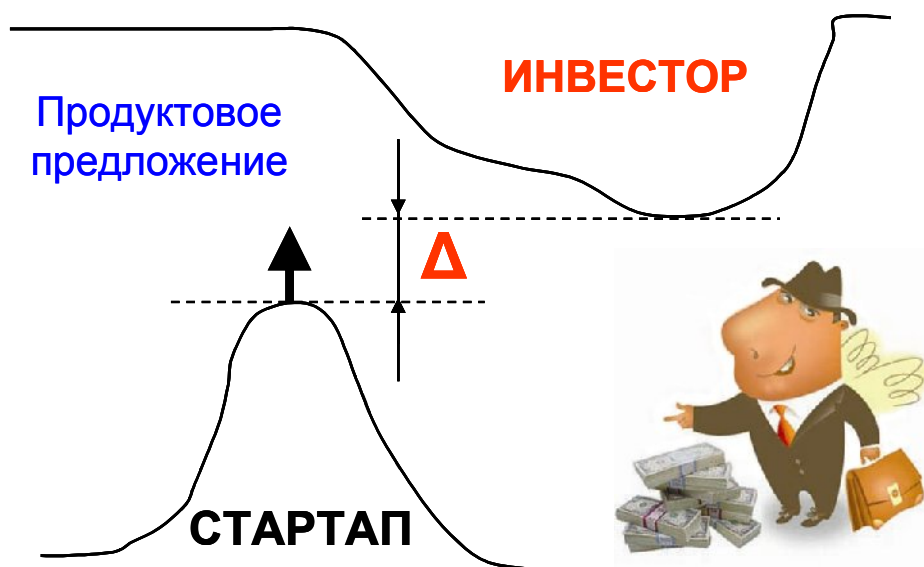 ИНВЕСТОР
Продуктовое
предложение
Δ
СТАРТАП